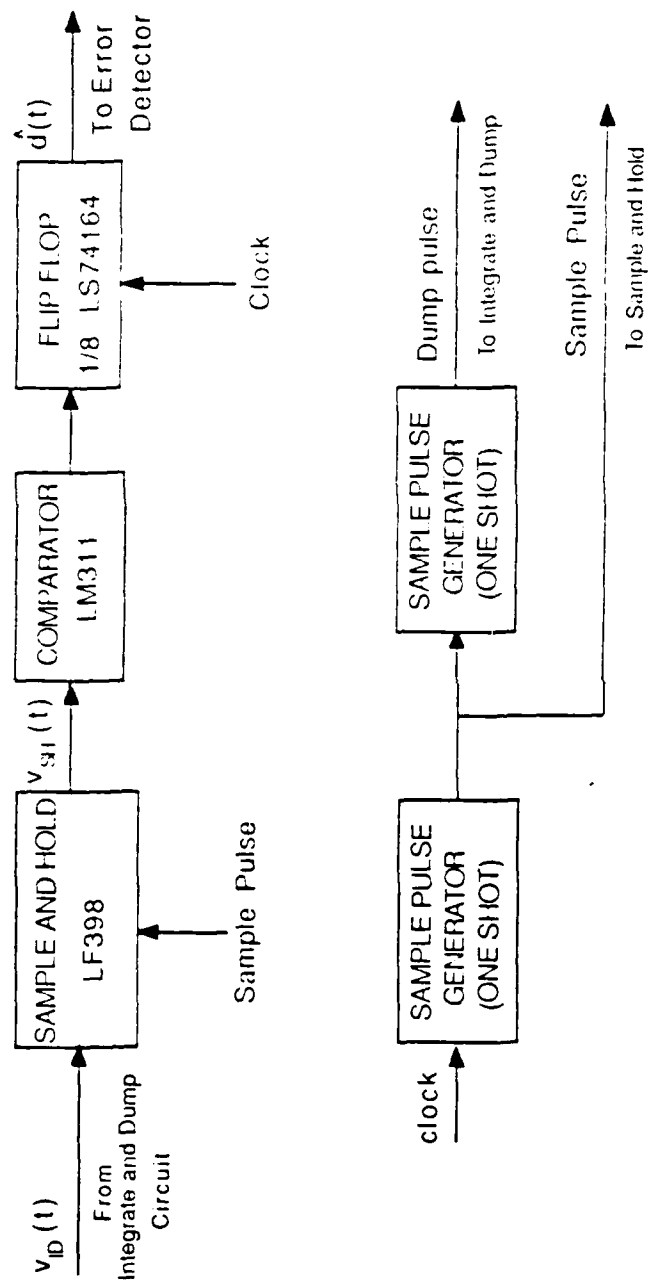 v_ID (t)
From
Integrate and Dump
Circuit
SAMPLE AND HOLD
LF398
Sample Pulse
v_SH (t)
COMPARATOR
LM311
FLIP FLOP
1/8 LS74164
Clock
d̂(t)
To Error
Detector
clock
SAMPLE PULSE
GENERATOR
(ONE SHOT)
SAMPLE PULSE
GENERATOR
(ONE SHOT)
Dump pulse
To Integrate and Dump
Sample Pulse
To Sample and Hold